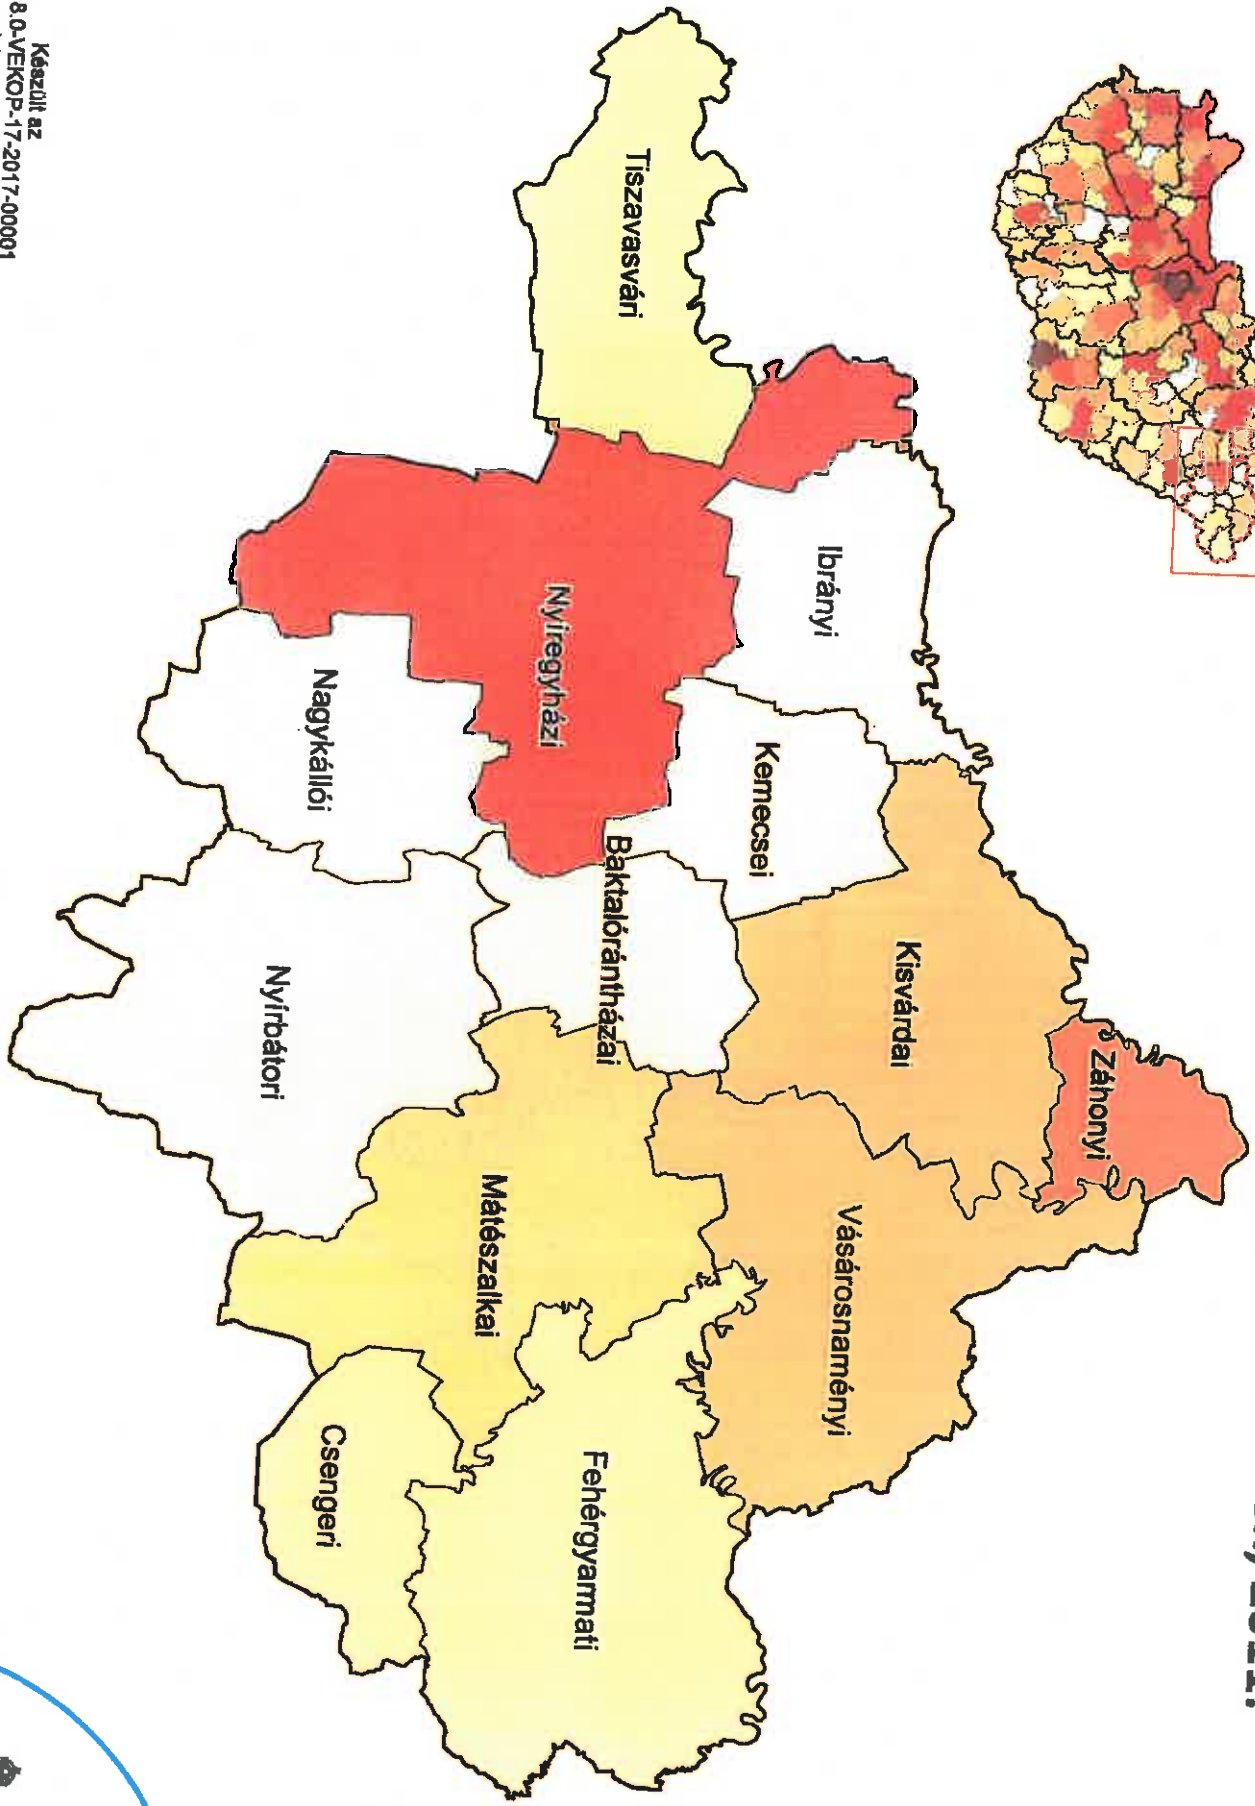 Záhonyi
Kisvárdai
Vásárosnaményi
Ibrányi
Kemecsei
Tiszavasvári
Baktalórántházai
Nyíregyházi
Fehérgyarmati
Mátészalkai
Nagykállói
Nyírbátori
Csengeri
Készült az
8.0-VEKOP-17-2017-00001